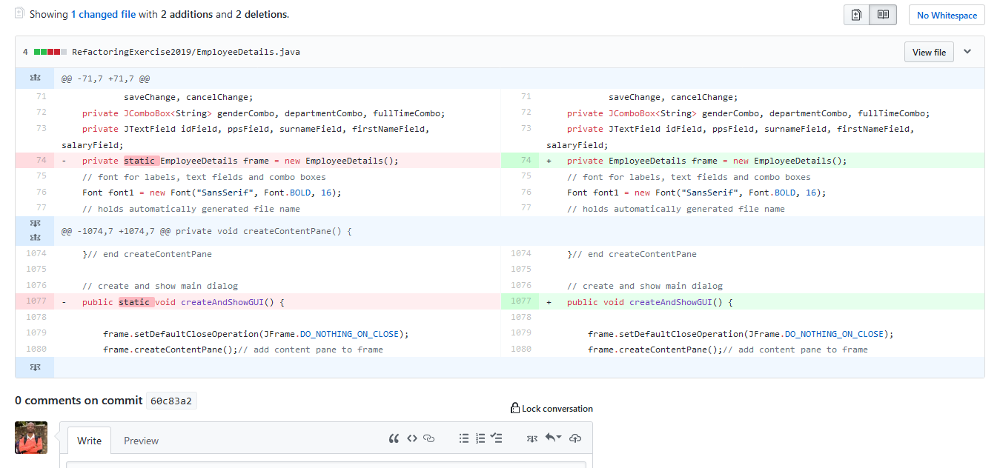 Showing 1 changed file with 2 additions and 2 deletions.
No Whitespace
4 RefactoringExercise2019/EmployeeDetails.java
View file
@@ -71,7 +71,7 @@
71 saveChange, cancelChange;
72 private JComboBox<String> genderCombo, departmentCombo, fullTimeCombo;
73 private JTextField idField, ppsField, surnameField, firstNameField,
salaryField;
74 - private static EmployeeDetails frame = new EmployeeDetails();
75 // font for labels, text fields and combo boxes
76 Font font1 = new Font("SansSerif", Font.BOLD, 16);
77 // holds automatically generated file name
71 saveChange, cancelChange;
72 private JComboBox<String> genderCombo, departmentCombo, fullTimeCombo;
73 private JTextField idField, ppsField, surnameField, firstNameField,
salaryField;
74 + private EmployeeDetails frame = new EmployeeDetails();
75 // font for labels, text fields and combo boxes
76 Font font1 = new Font("SansSerif", Font.BOLD, 16);
77 // holds automatically generated file name
@@ -1074,7 +1074,7 @@ private void createContentPane() {
1074 }// end createContentPane
1075
1076 // create and show main dialog
1077 - public static void createAndShowGUI() {
1078
1079 frame.setDefaultCloseOperation(JFrame.DO_NOTHING_ON_CLOSE);
1080 frame.createContentPane();// add content pane to frame
1074 }// end createContentPane
1075
1076 // create and show main dialog
1077 + public void createAndShowGUI() {
1078
1079 frame.setDefaultCloseOperation(JFrame.DO_NOTHING_ON_CLOSE);
1080 frame.createContentPane();// add content pane to frame
0 comments on commit 60c83a2
Lock conversation
Write Preview